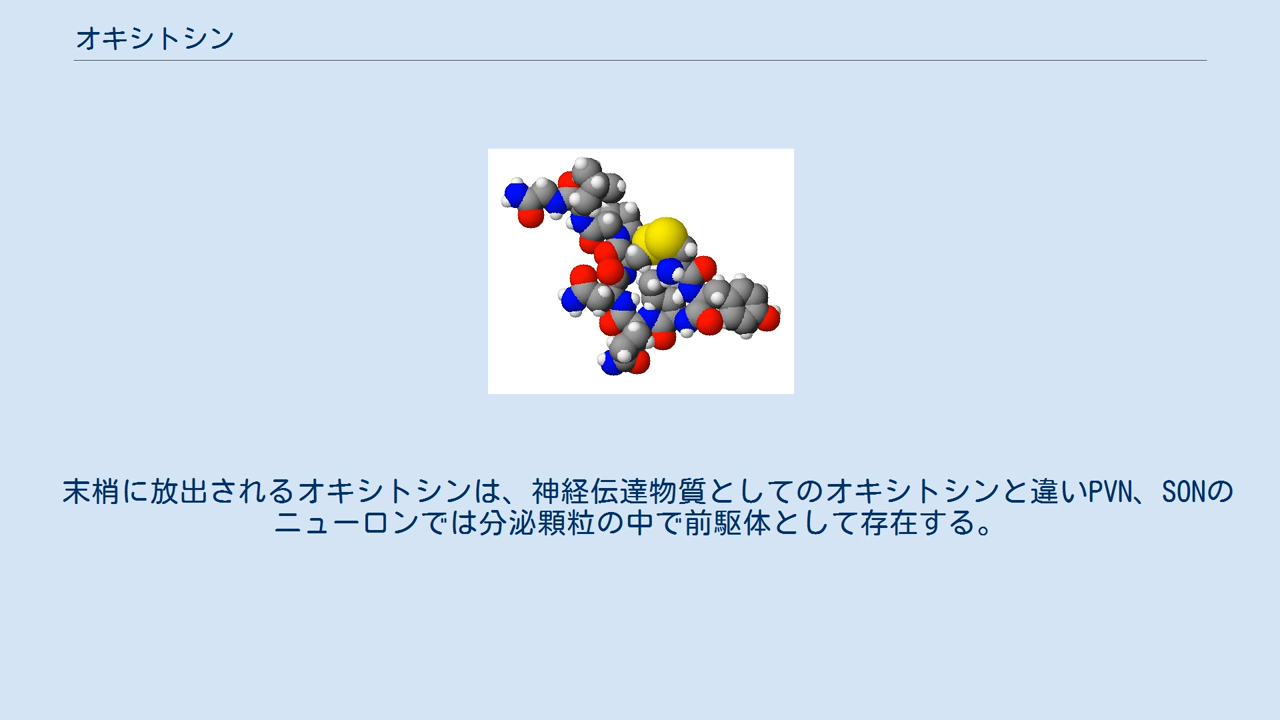 オキシトシン
末梢に放出されるオキシトシンは、神経伝達物質としてのオキシトシンと違いPVN、SONの
ニューロンでは分泌顆粒の中で前駆体として存在する。